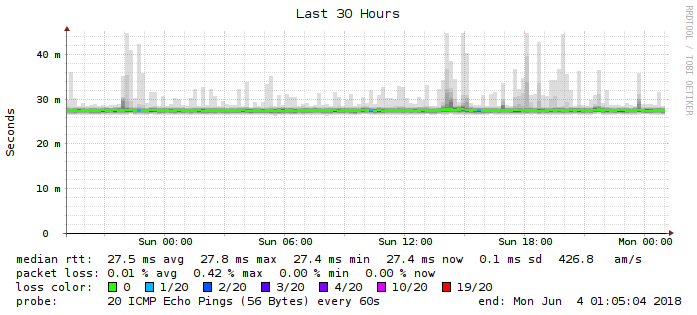 Last 30 Hours
RRDTOOL / TOBI OETIKER
Seconds
40 m
30 m
20 m
10 m
0
Sun 00:00 Sun 06:00 Sun 12:00 Sun 18:00 Mon 00:00
median rtt: 27.5 ms avg 27.8 ms max 27.4 ms min 27.4 ms now 0.1 ms sd 426.8 am/s
packet loss: 0.01 % avg 0.42 % max 0.00 % min 0.00 % now
loss color: 0 1/20 2/20 3/20 4/20 10/20 19/20
probe: 20 ICMP Echo Pings (56 Bytes) every 60s end: Mon Jun 4 01:05:04 2018